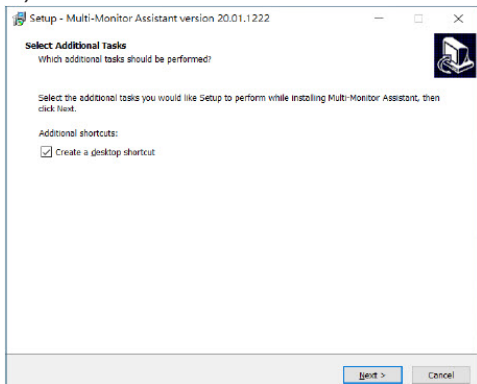 Setup - Multi-Monitor Assistant version 20.01.1222
Select Additional Tasks
Which additional tasks should be performed?
Select the additional tasks you would like Setup to perform while installing Multi-Monitor Assistant, then
click Next.
Additional shortcuts:
Create a desktop shortcut
Next >
Cancel